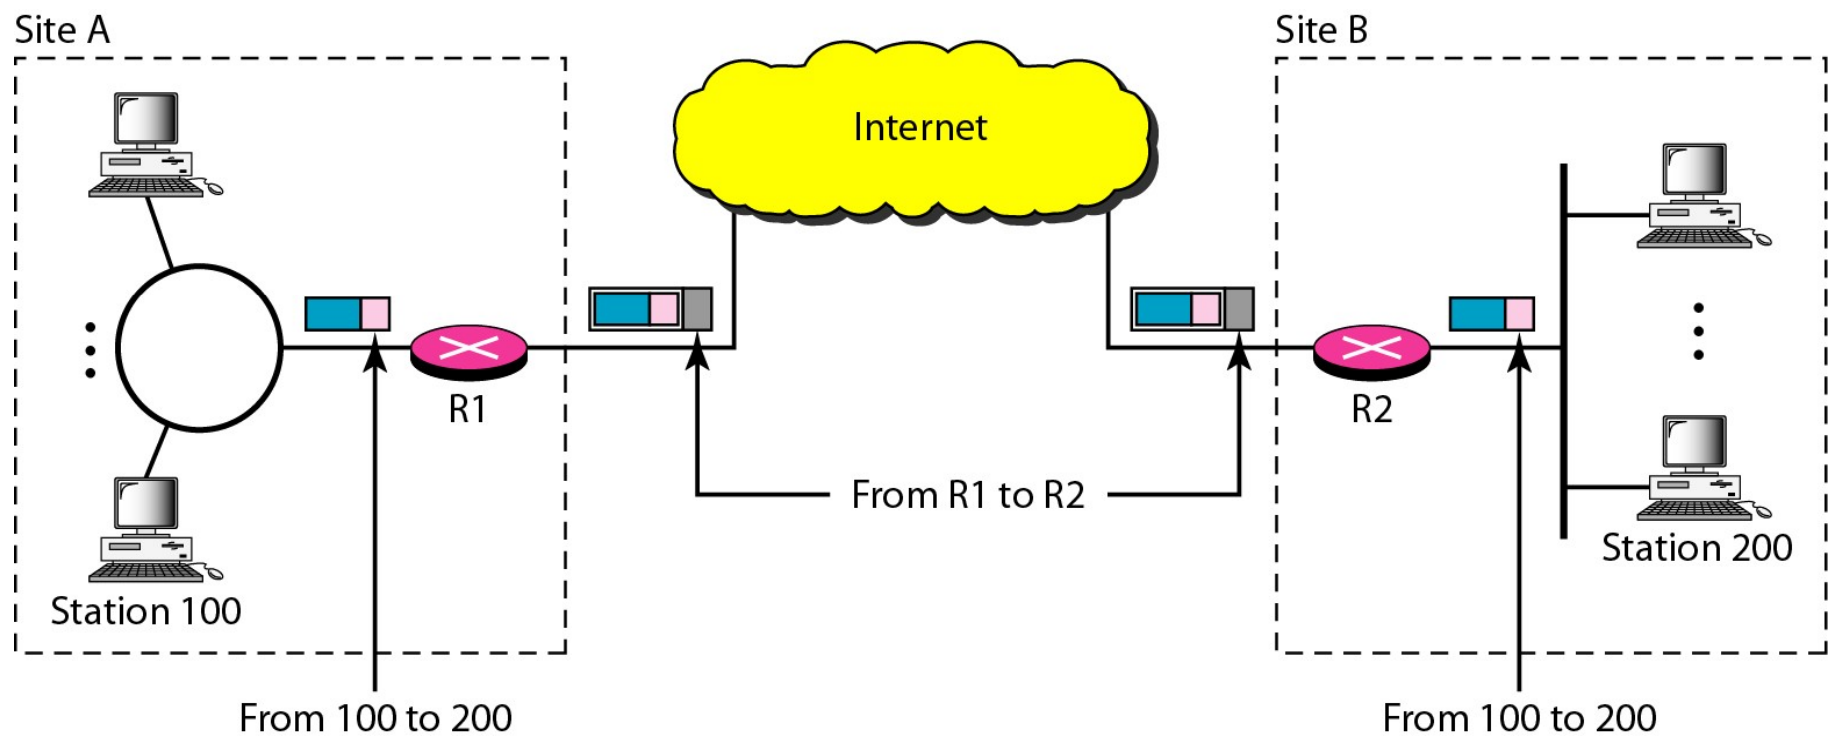 Site A
Site B
Internet
R1
R2
From R1 to R2
Station 200
Station 100
From 100 to 200
From 100 to 200